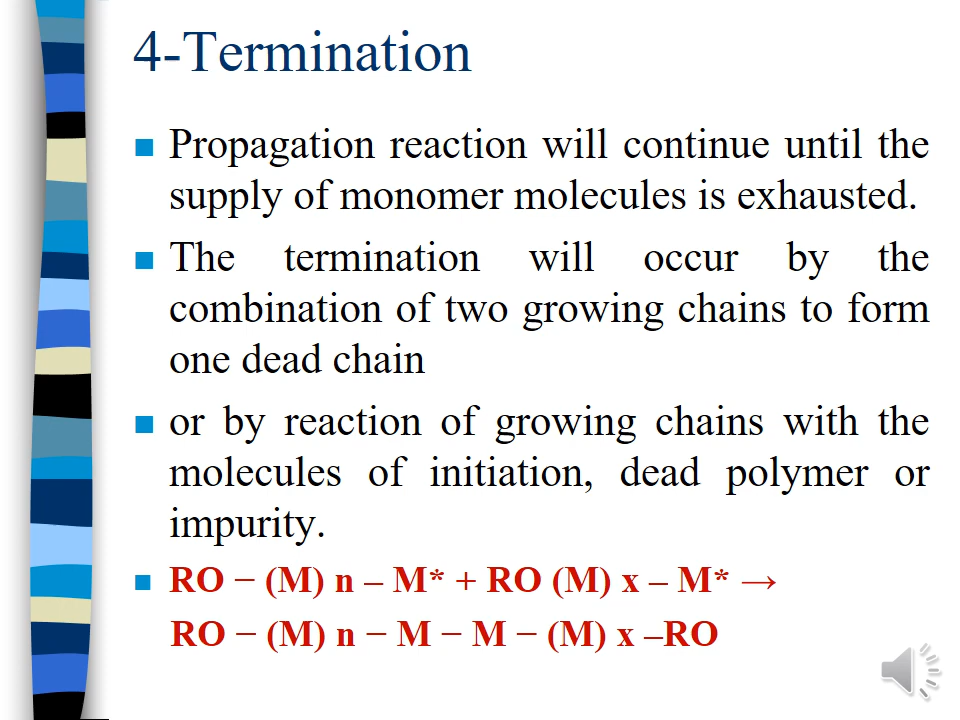 4-Termination
Propagation reaction will continue until the
supply of monomer molecules is exhausted.
The termination will occur by the
combination of two growing chains to form
one dead chain
or by reaction of growing chains with the
molecules of initiation, dead polymer or
impurity.
RO − (M) n – M* + RO (M) x – M* →
RO − (M) n − M − M − (M) x –RO